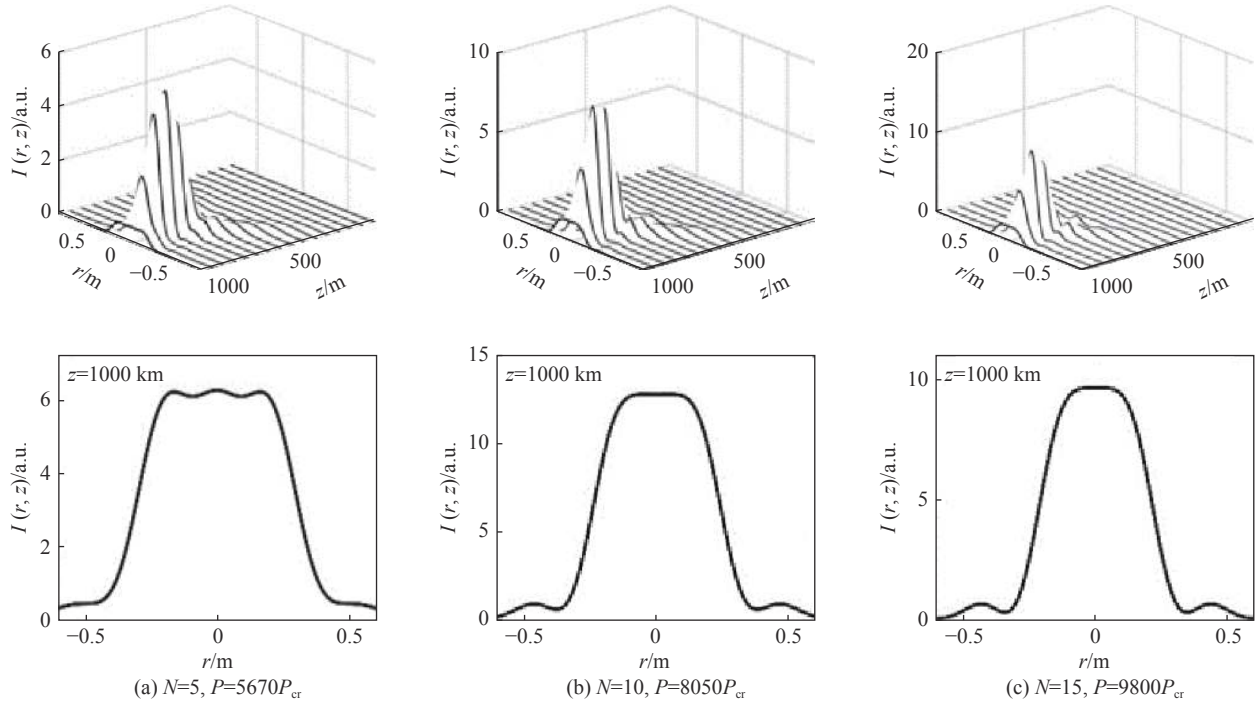 6
4
2
0
I (r, z)/a.u.
0.5
0
−0.5
r/m
1000
500
z/m
10
5
0
I (r, z)/a.u.
0.5
0
−0.5
r/m
1000
500
z/m
20
10
0
I (r, z)/a.u.
0.5
0
−0.5
r/m
1000
500
z/m
z=1000 km
6
4
2
0
I (r, z)/a.u.
−0.5
0
0.5
r/m
(a) N=5, P=5670Pcr
z=1000 km
15
10
5
0
I (r, z)/a.u.
−0.5
0
0.5
r/m
(b) N=10, P=8050Pcr
z=1000 km
10
5
0
I (r, z)/a.u.
−0.5
0
0.5
r/m
(c) N=15, P=9800Pcr